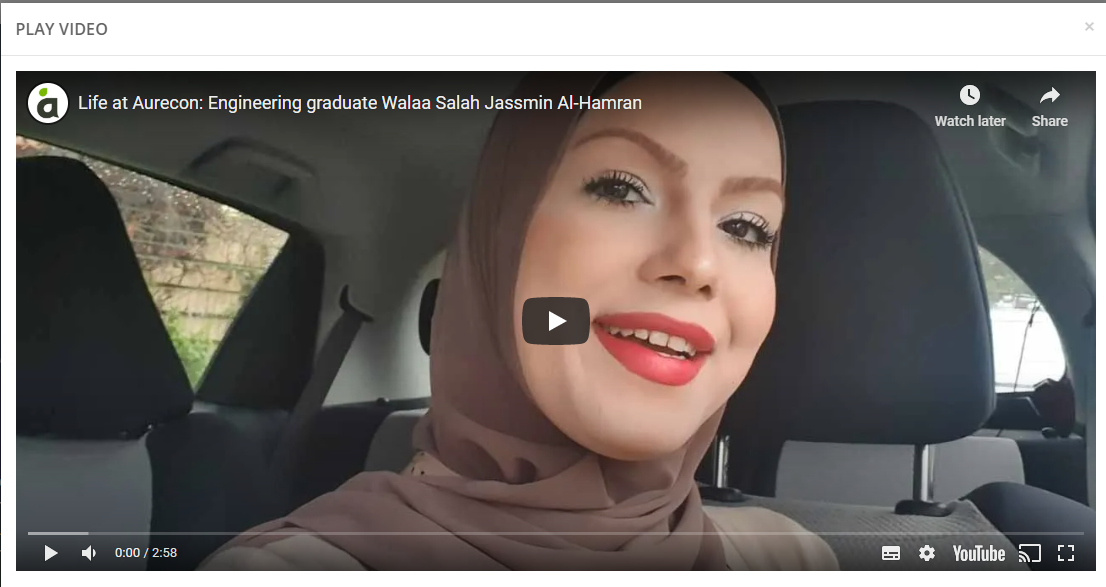 PLAY VIDEO
×
a
Life at Aurecon: Engineering graduate Walaa Salah Jassmin Al-Hamran
Watch later
Share
0:00 / 2:58
YouTube